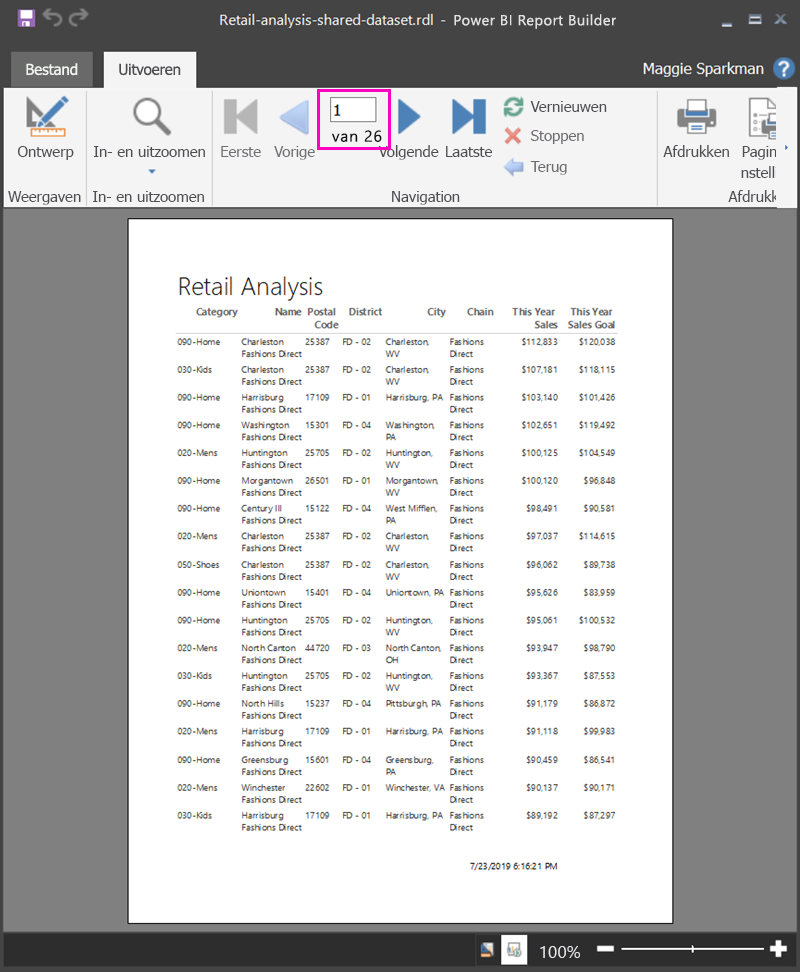 Retail-analysis-shared-dataset.rdl - Power BI Report Builder
Bestand Uitvoeren Maggie Sparkman ?
1
van 26
Ontwerp In- en uitzoomen Eerste Vorige Volgende Laatste
Vernieuwen
Stoppen
Terug
Afdrukken Pagin
nstell
Weergaven In- en uitzoomen Navigation Afdruk
Retail Analysis
Category Name Postal District City Chain This Year This Year
Code Sales Sales Goal
090-Home Charleston 25387 FD - 02 Charleston, Fashions $112,833 $120,038
Fashions Direct WV Direct
030-Kids Charleston 25387 FD - 02 Charleston, Fashions $107,181 $118,115
Fashions Direct WV Direct
090-Home Harrisburg 17109 FD - 01 Harrisburg, PA Fashions $103,140 $101,426
Fashions Direct Direct
090-Home Washington 15301 FD - 04 Washington, Fashions $102,651 $119,492
Fashions Direct PA Direct
020-Mens Huntington 25705 FD - 02 Huntington, Fashions $100,125 $104,549
Fashions Direct WV Direct
090-Home Morgantown 26501 FD - 01 Morgantown, Fashions $100,120 $96,848
Fashions Direct WV Direct
090-Home Century III 15122 FD - 04 West Mifflen, Fashions $98,491 $90,581
Fashions Direct PA Direct
020-Mens Charleston 25387 FD - 02 Charleston, Fashions $97,037 $114,615
Fashions Direct WV Direct
050-Shoes Charleston 25387 FD - 02 Charleston, Fashions $96,062 $89,738
Fashions Direct WV Direct
090-Home Uniontown 15401 FD - 04 Uniontown, PA Fashions $95,626 $83,959
Fashions Direct Direct
090-Home Huntington 25705 FD - 02 Huntington, Fashions $95,061 $100,532
Fashions Direct WV Direct
020-Mens North Canton 44720 FD - 03 North Canton, Fashions $93,947 $98,790
Fashions Direct OH Direct
030-Kids Huntington 25705 FD - 02 Huntington, Fashions $93,367 $87,553
Fashions Direct WV Direct
090-Home North Hills 15237 FD - 04 Pittsburgh, PA Fashions $91,179 $86,872
Fashions Direct Direct
020-Mens Harrisburg 17109 FD - 01 Harrisburg, PA Fashions $91,118 $99,983
Fashions Direct Direct
090-Home Greensburg 15601 FD - 04 Greensburg, Fashions $90,459 $86,541
Fashions Direct PA Direct
020-Mens Winchester 22602 FD - 01 Winchester, VA Fashions $90,137 $90,171
Fashions Direct Direct
030-Kids Harrisburg 17109 FD - 01 Harrisburg, PA Fashions $89,192 $87,297
Fashions Direct Direct
7/23/2019 6:16:21 PM
100%